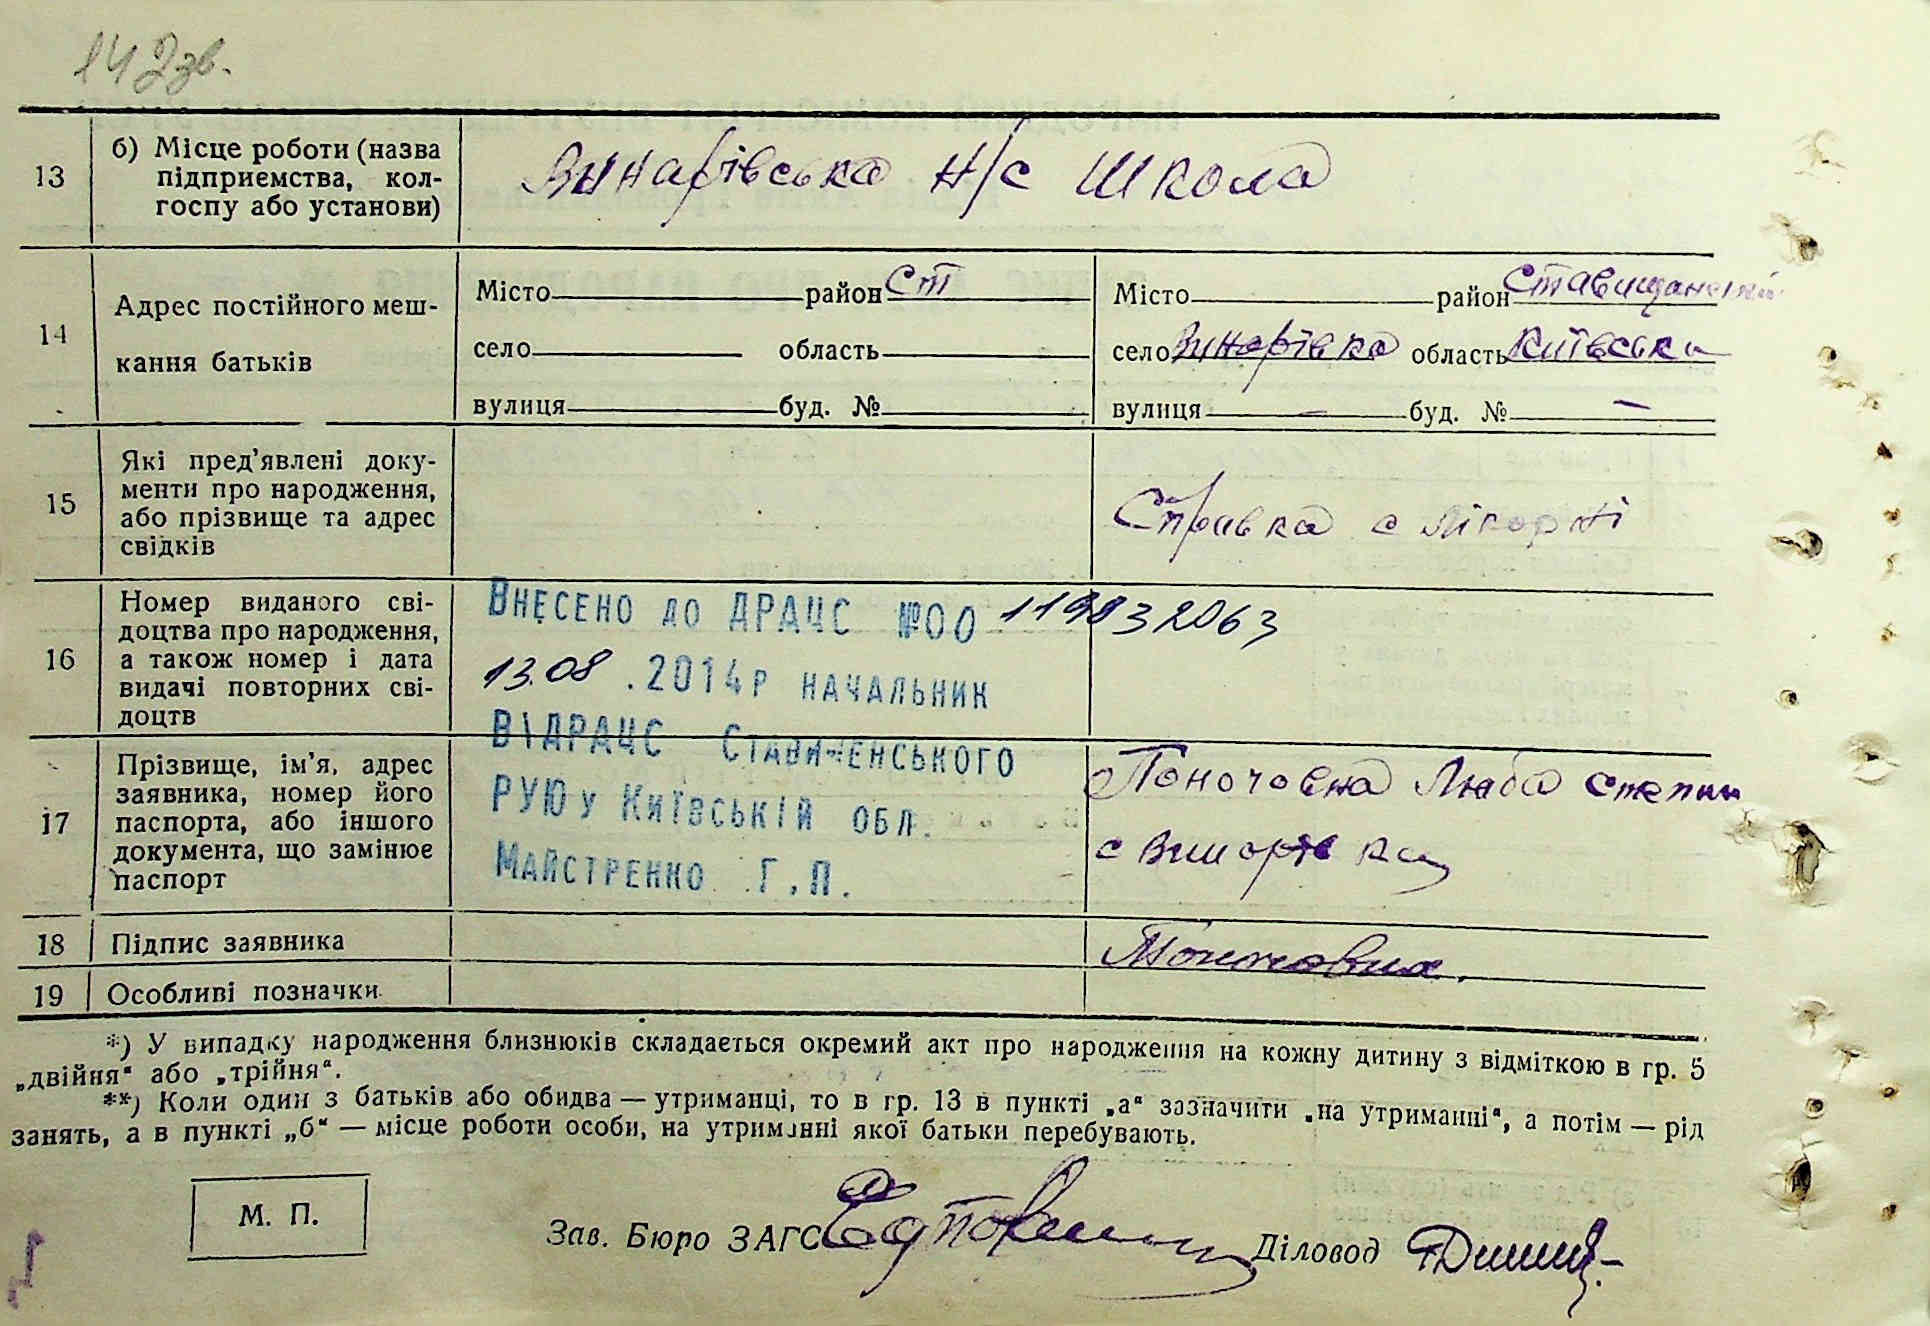 142зв.
13
б) Місце роботи (назва
підприємства, кол-
госпу або установи)
Винарівська н/с школа
14
Адрес постійного меш-
кання батьків
Місто район Ст
село область
вулиця буд. №
Місто район Ставищанський
село Винарівка область Київська
вулиця – буд. № –
15
Які пред'явлені доку-
менти про народження,
або прізвище та адрес
свідків
Справка с лікарні
16
Номер виданого сві-
доцтва про народження,
а також номер і дата
видачі повторних сві-
доцтв
Внесено до ДРАЦС №00 119832063
13.08.2014р начальник
ВДРАЦС Ставищенського
РУЮ у Київській обл.
Майстренко Г.П.
17
Прізвище, ім'я, адрес
заявника, номер його
паспорта, або іншого
документа, що замінює
паспорт
Люба Степан
с Винарівка
18
Підпис заявника
19
Особливі позначки
*) У випадку народження близнюків складається окремий акт про народження на кожну дитину з відміткою в гр. 5
„двійня“ або „трійня“.
**) Коли один з батьків або обидва — утриманці, то в гр. 13 в пункті „а“ зазначити „на утриманні“, а потім — рід
занять, а в пункті „б“ — місце роботи особи, на утриманні якої батьки перебувають.
М. П.
Зав. Бюро ЗАГС
Діловод